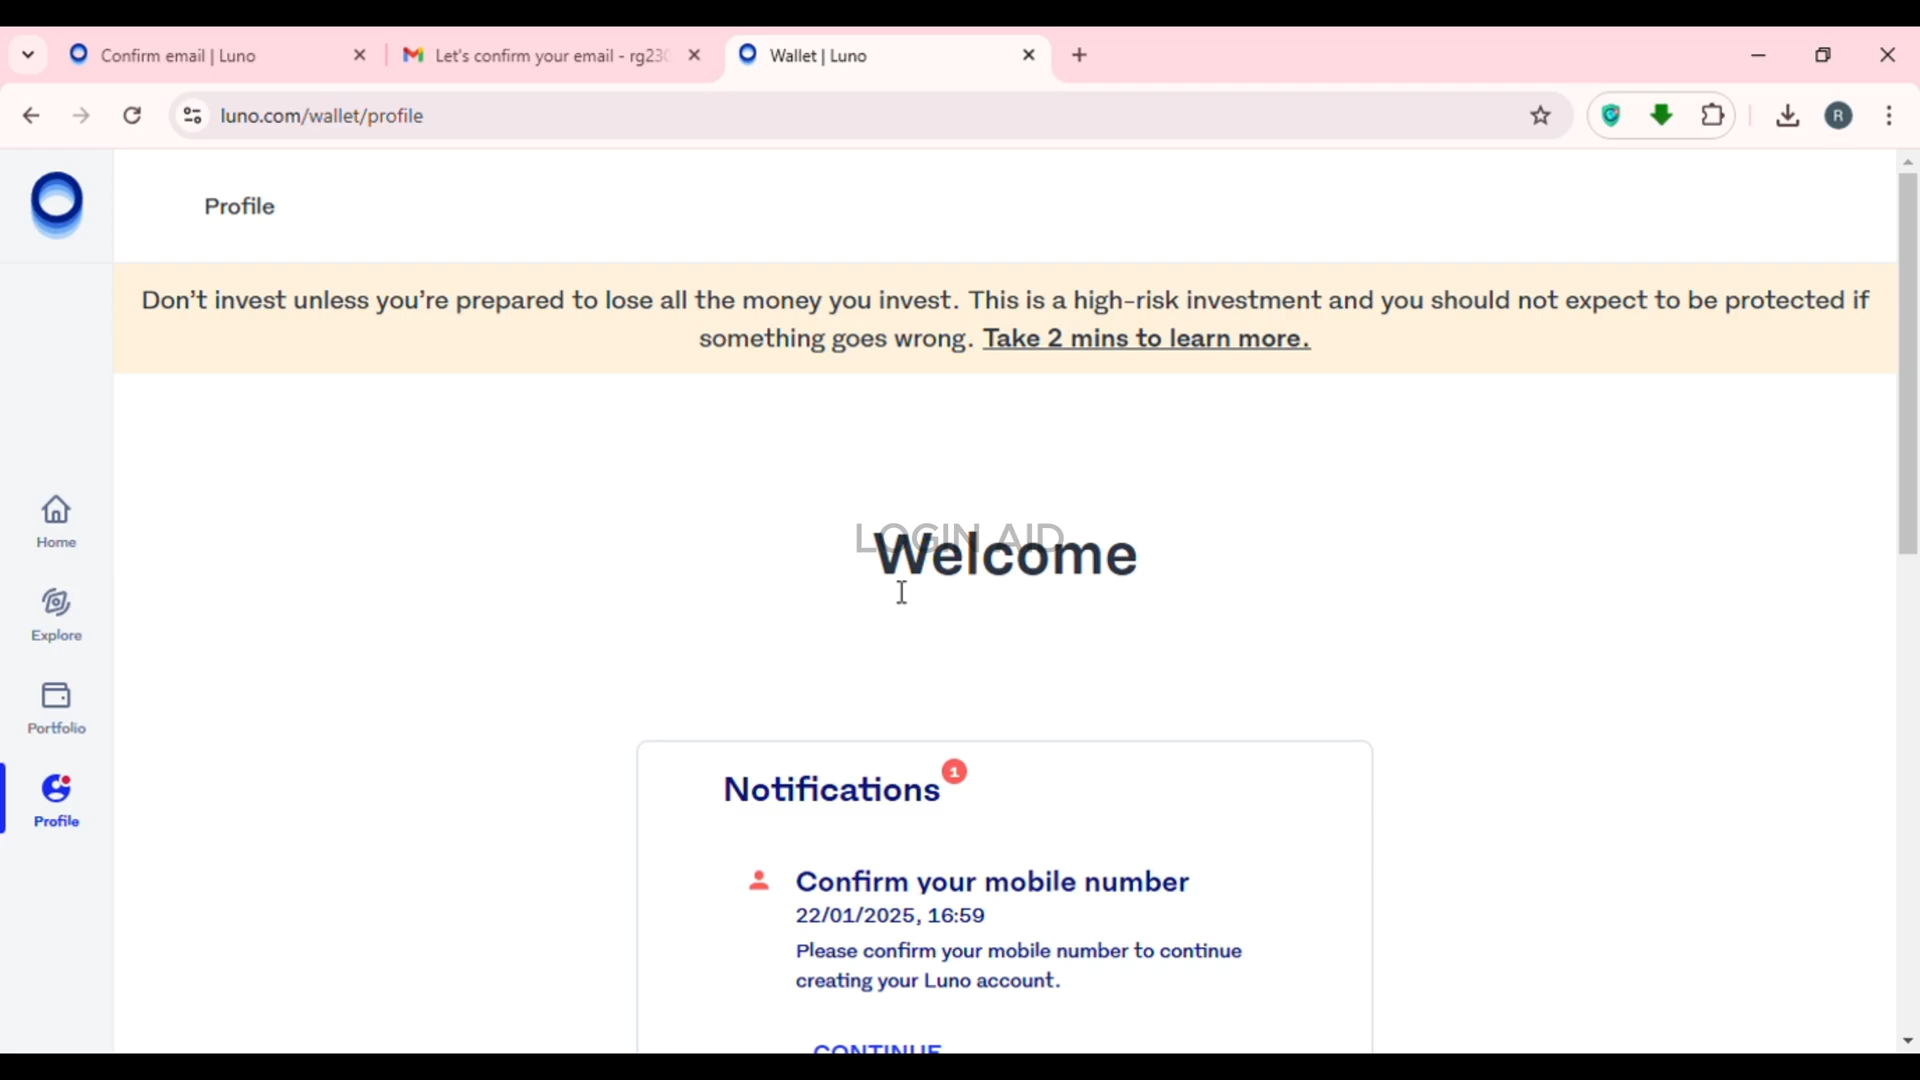 Confirm email | Luno
Let's confirm your email - rg230
Wallet | Luno
luno.com/wallet/profile
R
Profile
Don't invest unless you're prepared to lose all the money you invest. This is a high-risk investment and you should not expect to be protected if
something goes wrong. Take 2 mins to learn more.
LOGIN AID
Welcome
Home
Explore
Portfolio
Profile
Notifications
1
Confirm your mobile number
22/01/2025, 16:59
Please confirm your mobile number to continue
creating your Luno account.
CONTINUE